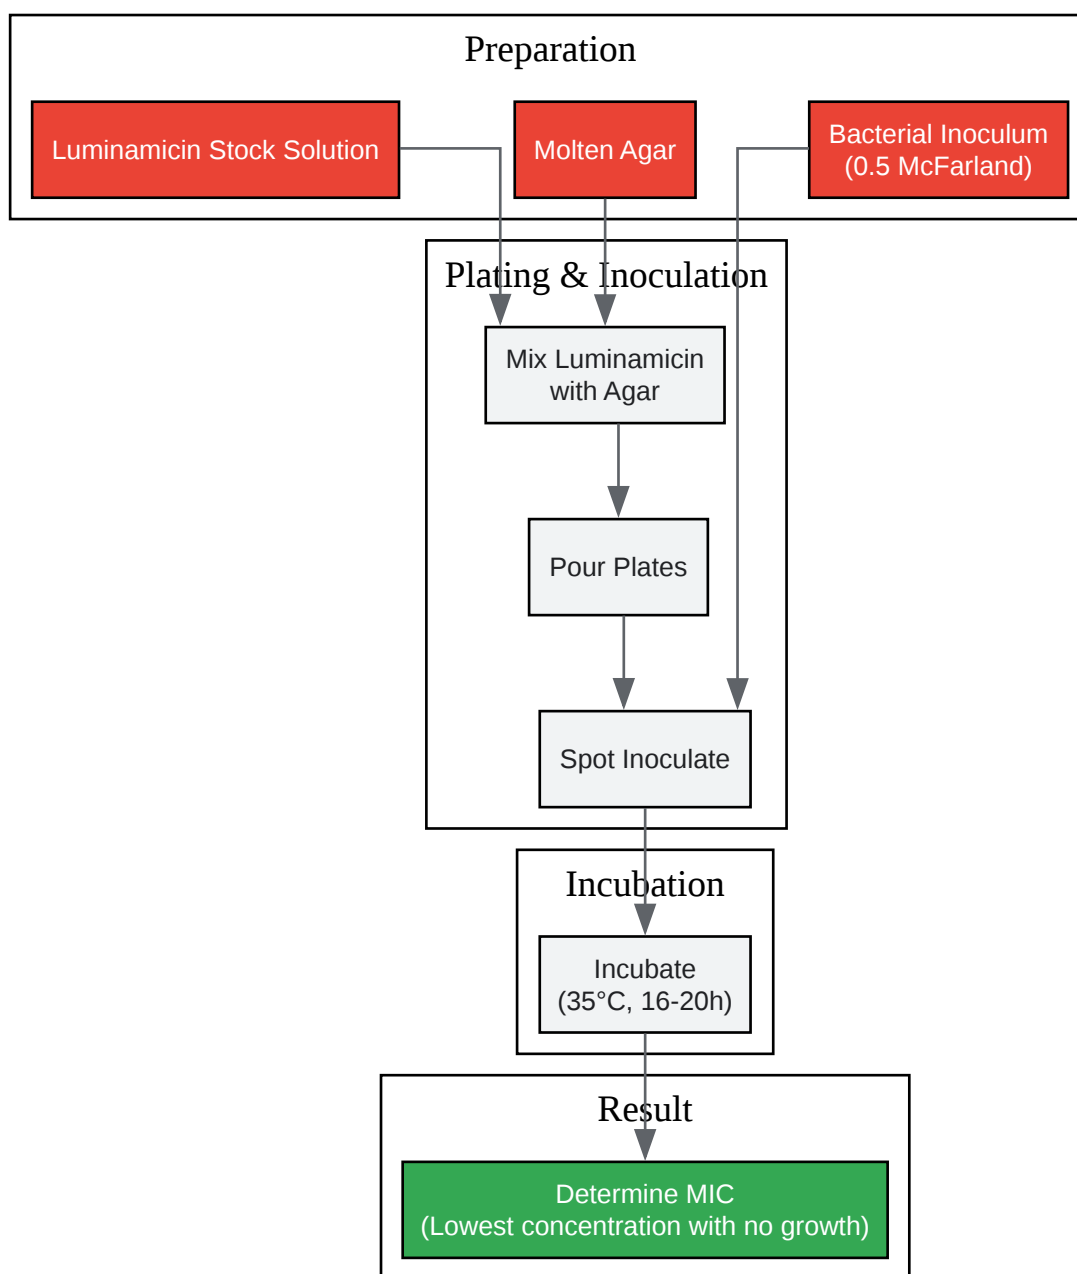 Preparation
Luminamicin Stock Solution
Molten Agar
Bacterial Inoculum
(0.5 McFarland)
Plating & Inoculation
Mix Luminamicin
with Agar
Pour Plates
Spot Inoculate
Incubation
Incubate
(35°C, 16-20h)
Result
Determine MIC
(Lowest concentration with no growth)